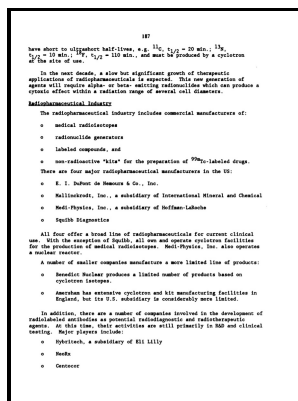 187
have short to ultrashort half-lives, e.g. 11C, t1/2 = 20 min.; 13N,
t1/2 = 10 min.; 18F, t1/2 = 110 min., and must be produced by a cyclotron
at the site of use.
In the next decade, a slow but significant growth of therapeutic
applications of radiopharmaceuticals is expected. This new generation of
agents will require alpha- or beta- emitting radionuclides which can produce a
cytoxic effect within a radiation range of several cell diameters.
Radiopharmaceutical Industry
The radiopharmaceutical industry includes commercial manufacturers of:
o medical radioisotopes
o radionuclide generators
o labeled compounds, and
o non-radioactive "kits" for the preparation of 99mTc-labeled drugs.
There are four major radiopharmaceutical manufacturers in the US:
o E. I. DuPont de Nemours & Co., Inc.
o Mallinckrodt, Inc., a subsidiary of International Mineral and Chemical
o Medi-Physics, Inc., a subsidiary of Hoffman-LaRoche
o Squibb Diagnostics
All four offer a broad line of radiopharmaceuticals for current clinical
use. With the exception of Squibb, all own and operate cyclotron facilities
for the production of medical radioisotopes. Medi-Physics, Inc. also operates
a nuclear reactor.
A number of smaller companies manufacture a more limited line of products:
o Benedict Nuclear produces a limited number of products based on
cyclotron isotopes.
o Amersham has extensive cyclotron and kit manufacturing facilities in
England, but its U.S. subsidiary is considerably more limited.
In addition, there are a number of companies involved in the development of
radiolabeled antibodies as potential radiodiagnostic and radiotherapeutic
agents. At this time, their activities are still primarily in R&D and clinical
testing. Major players include:
o Hybritech, a subsidiary of Eli Lilly
o NeoRx
o Centocor